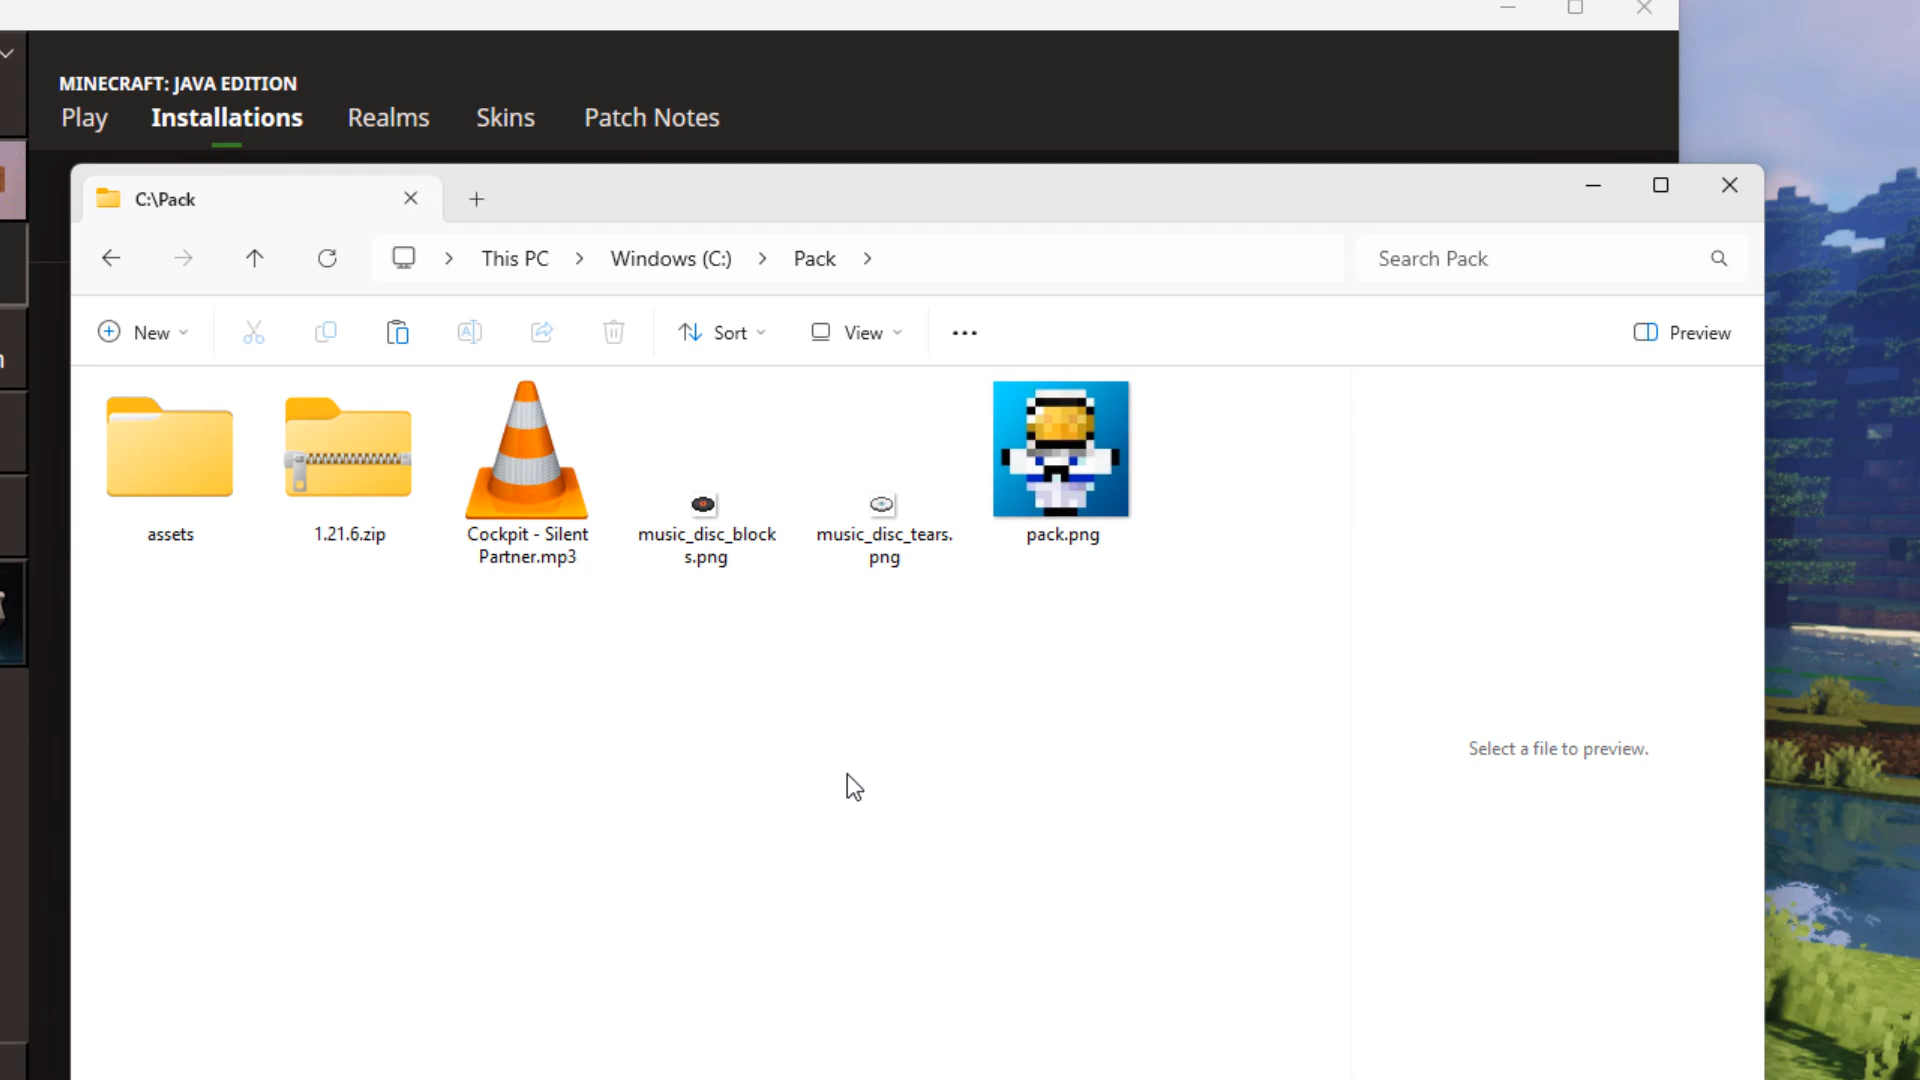 MINECRAFT: JAVA EDITION
Play Installations Realms Skins Patch Notes
C:\Pack
This PC Windows (C:) Pack
Search Pack
New Sort View Preview
assets
1.21.6.zip
Cockpit - Silent
Partner.mp3
music_disc_block
s.png
music_disc_tears.
png
pack.png
Select a file to preview.